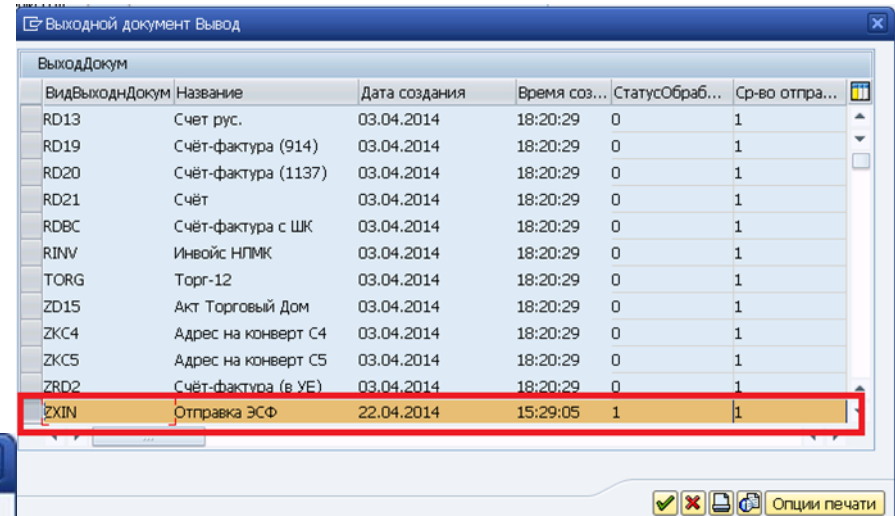 Выходной документ Вывод
ВыходДокум
ВидВыходнДокум Название Дата создания Время соз... СтатусОбраб... Ср-во отпра...
RD13 Счет рус. 03.04.2014 18:20:29 0 1
RD19 Счёт-фактура (914) 03.04.2014 18:20:29 0 1
RD20 Счёт-фактура (1137) 03.04.2014 18:20:29 0 1
RD21 Счёт 03.04.2014 18:20:29 0 1
RDBC Счёт-фактура с ШК 03.04.2014 18:20:29 0 1
RINV Инвойс НЛМК 03.04.2014 18:20:29 0 1
TORG Торг-12 03.04.2014 18:20:29 0 1
ZD15 Акт Торговый Дом 03.04.2014 18:20:29 0 1
ZKC4 Адрес на конверт С4 03.04.2014 18:20:29 0 1
ZKC5 Адрес на конверт С5 03.04.2014 18:20:29 0 1
ZRD2 Счёт-фактура (в УЕ) 03.04.2014 18:20:29 0 1
ZXIN Отправка ЭСФ 22.04.2014 15:29:05 1 1
Опции печати